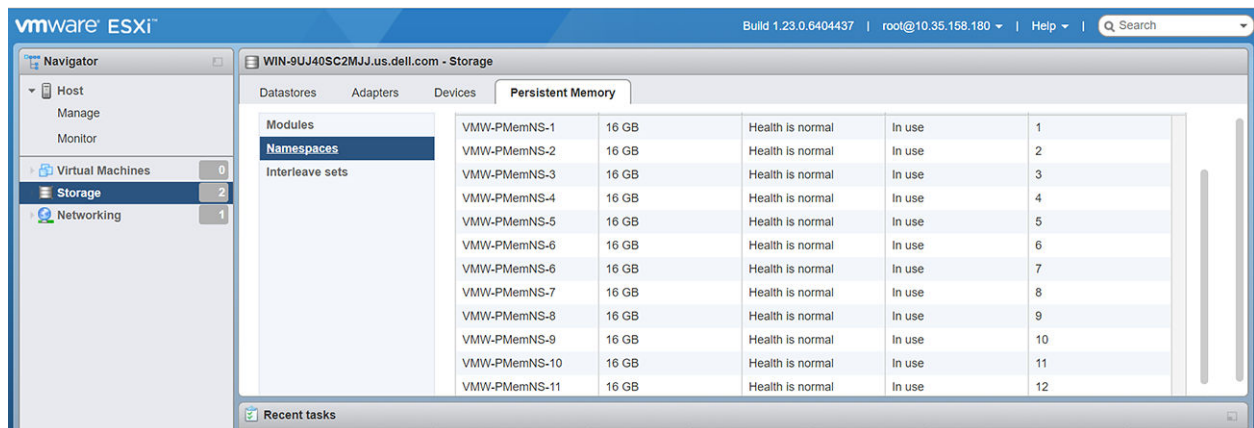 vmware ESXi™ Build 1.23.0.6404437 | root@10.35.158.180 | Help | Search
Navigator
Host
Manage
Monitor
Virtual Machines 0
Storage 2
Networking 1
WIN-9UJ40SC2MJJ.us.dell.com - Storage
Datastores Adapters Devices Persistent Memory
Modules
Namespaces
Interleave sets
VMW-PMemNS-1 16 GB Health is normal In use 1
VMW-PMemNS-2 16 GB Health is normal In use 2
VMW-PMemNS-3 16 GB Health is normal In use 3
VMW-PMemNS-4 16 GB Health is normal In use 4
VMW-PMemNS-5 16 GB Health is normal In use 5
VMW-PMemNS-6 16 GB Health is normal In use 6
VMW-PMemNS-6 16 GB Health is normal In use 7
VMW-PMemNS-7 16 GB Health is normal In use 8
VMW-PMemNS-8 16 GB Health is normal In use 9
VMW-PMemNS-9 16 GB Health is normal In use 10
VMW-PMemNS-10 16 GB Health is normal In use 11
VMW-PMemNS-11 16 GB Health is normal In use 12
Recent tasks